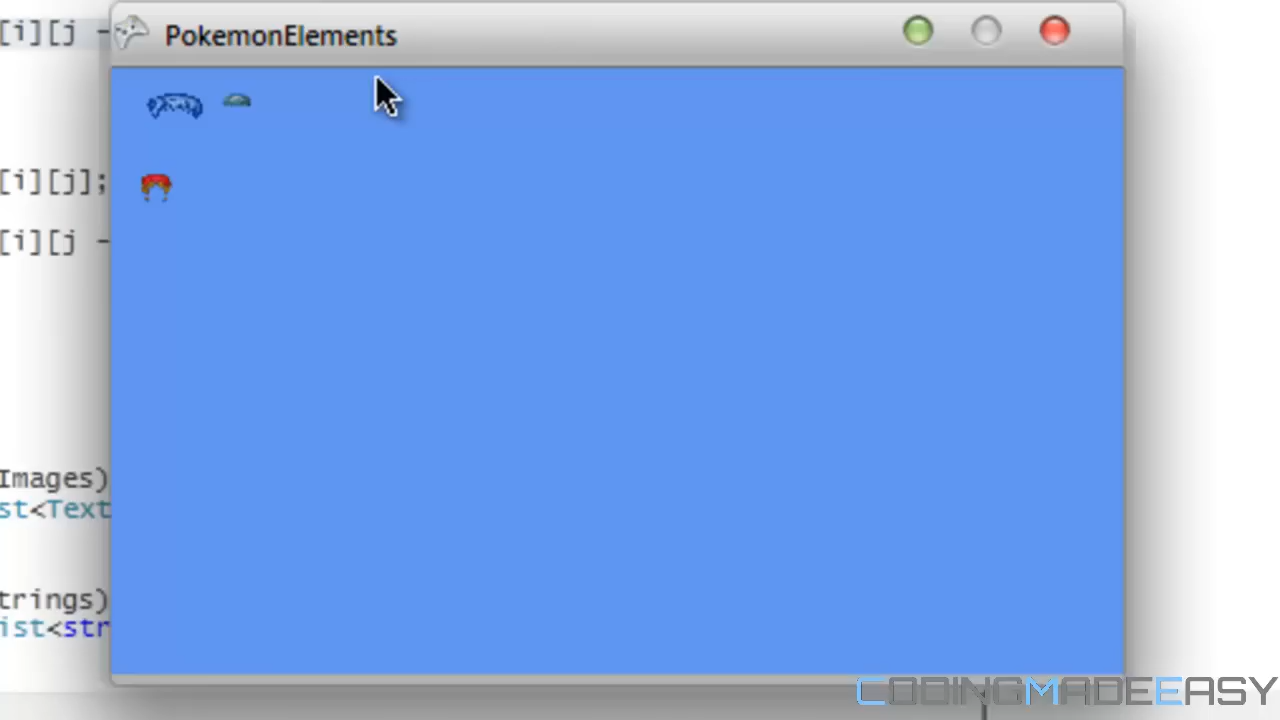 [i][j -
PokemonElements
[i][j];
[i][j -
Images)
st<Text
trings)
ist<str
CODINGMADEEASY